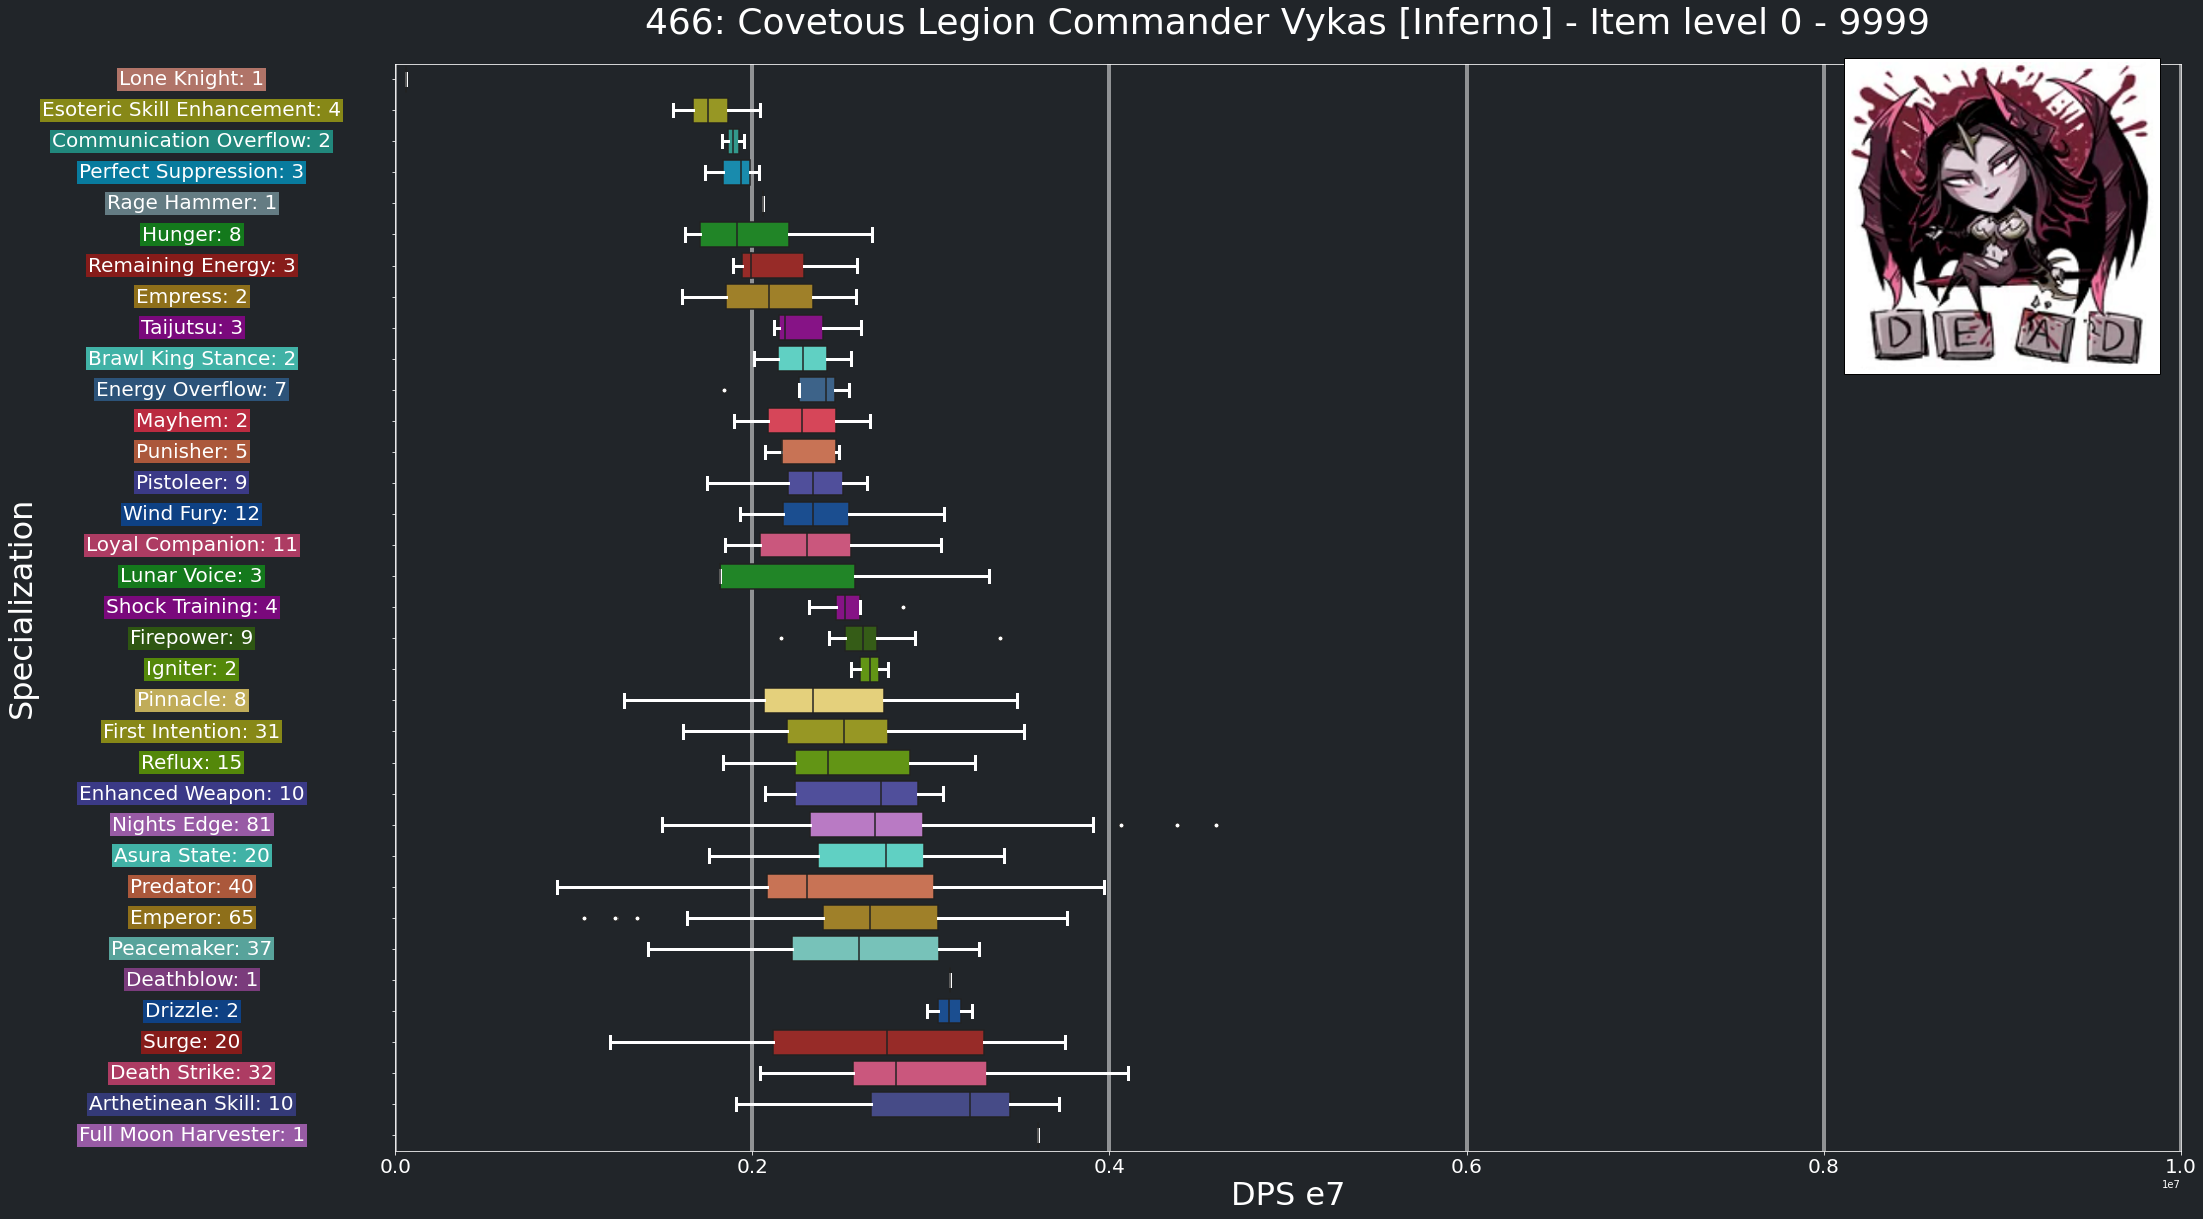 466: Covetous Legion Commander Vykas [Inferno] - Item level 0 - 9999
Specialization
Lone Knight: 1
Esoteric Skill Enhancement: 4
Communication Overflow: 2
Perfect Suppression: 3
Rage Hammer: 1
Hunger: 8
Remaining Energy: 3
Empress: 2
Taijutsu: 3
Brawl King Stance: 2
Energy Overflow: 7
Mayhem: 2
Punisher: 5
Pistoleer: 9
Wind Fury: 12
Loyal Companion: 11
Lunar Voice: 3
Shock Training: 4
Firepower: 9
Igniter: 2
Pinnacle: 8
First Intention: 31
Reflux: 15
Enhanced Weapon: 10
Nights Edge: 81
Asura State: 20
Predator: 40
Emperor: 65
Peacemaker: 37
Deathblow: 1
Drizzle: 2
Surge: 20
Death Strike: 32
Arthetinean Skill: 10
Full Moon Harvester: 1
DEAD
0.0 0.2 0.4 0.6 0.8 1.0
1e7
DPS e7